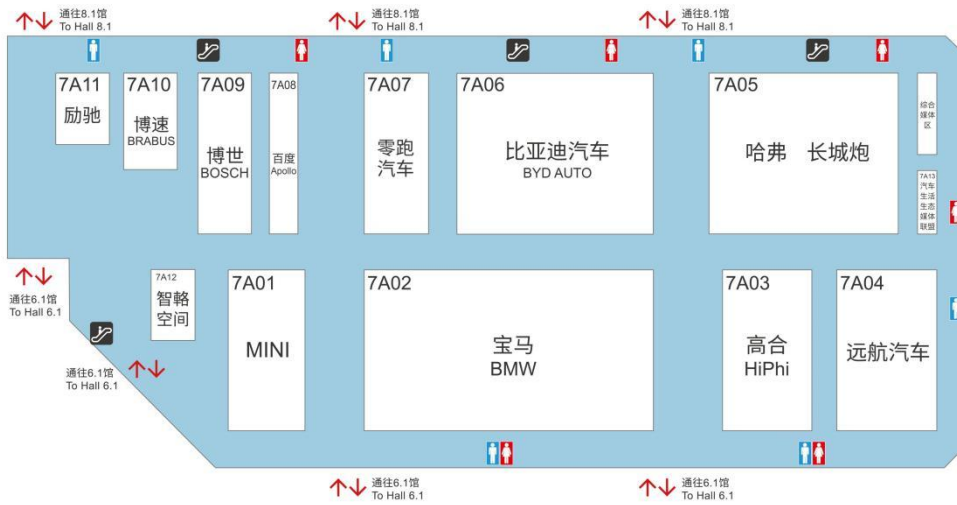 通往8.1馆
To Hall 8.1
通往8.1馆
To Hall 8.1
通往8.1馆
To Hall 8.1
7A11
励驰
7A10
博速
BRABUS
7A09
博世
BOSCH
7A08
百度
Apollo
7A07
零跑
汽车
7A06
比亚迪汽车
BYD AUTO
7A05
哈弗 长城炮
综合
媒体
区
7A13
汽车
生活
生态
媒体
联盟
通往6.1馆
To Hall 6.1
7A12
智輅
空间
7A01
MINI
7A02
宝马
BMW
7A03
高合
HiPhi
7A04
远航汽车
通往6.1馆
To Hall 6.1
通往6.1馆
To Hall 6.1
通往6.1馆
To Hall 6.1